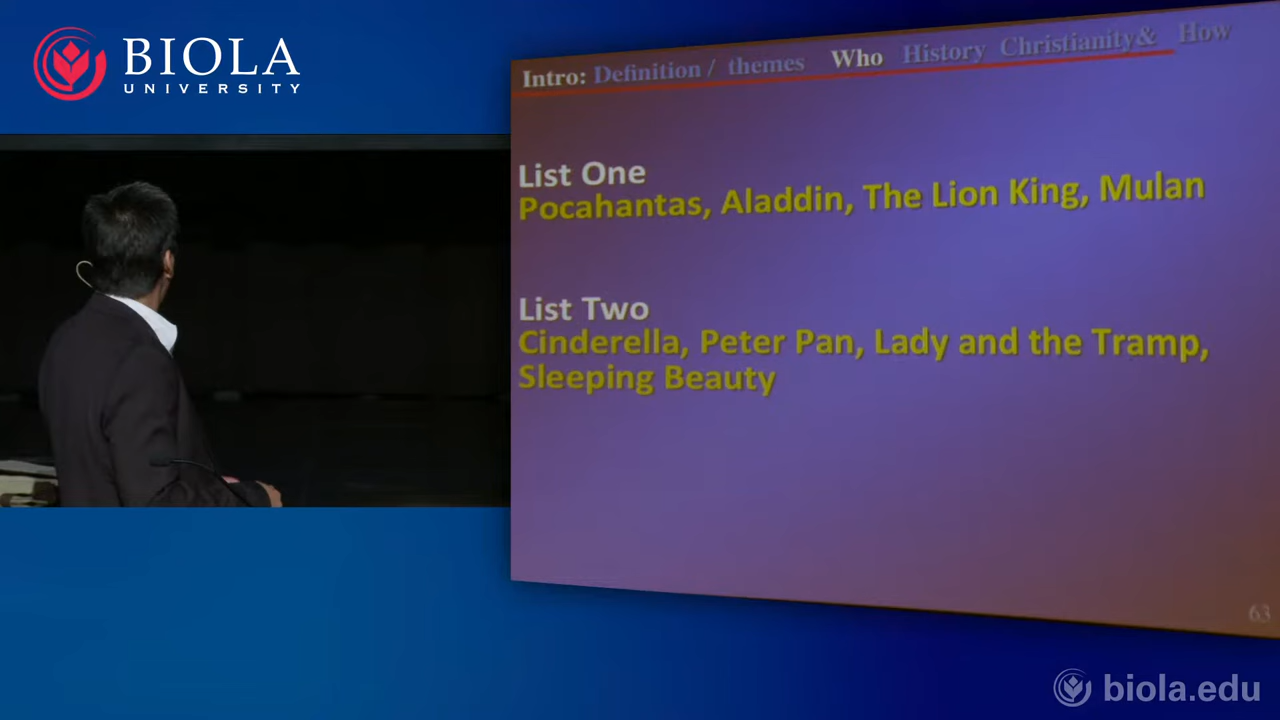 BIOLA
UNIVERSITY
Intro: Definition / themes Who History Christianity& How
List One
Pocahantas, Aladdin, The Lion King, Mulan
List Two
Cinderella, Peter Pan, Lady and the Tramp,
Sleeping Beauty
63
biola.edu